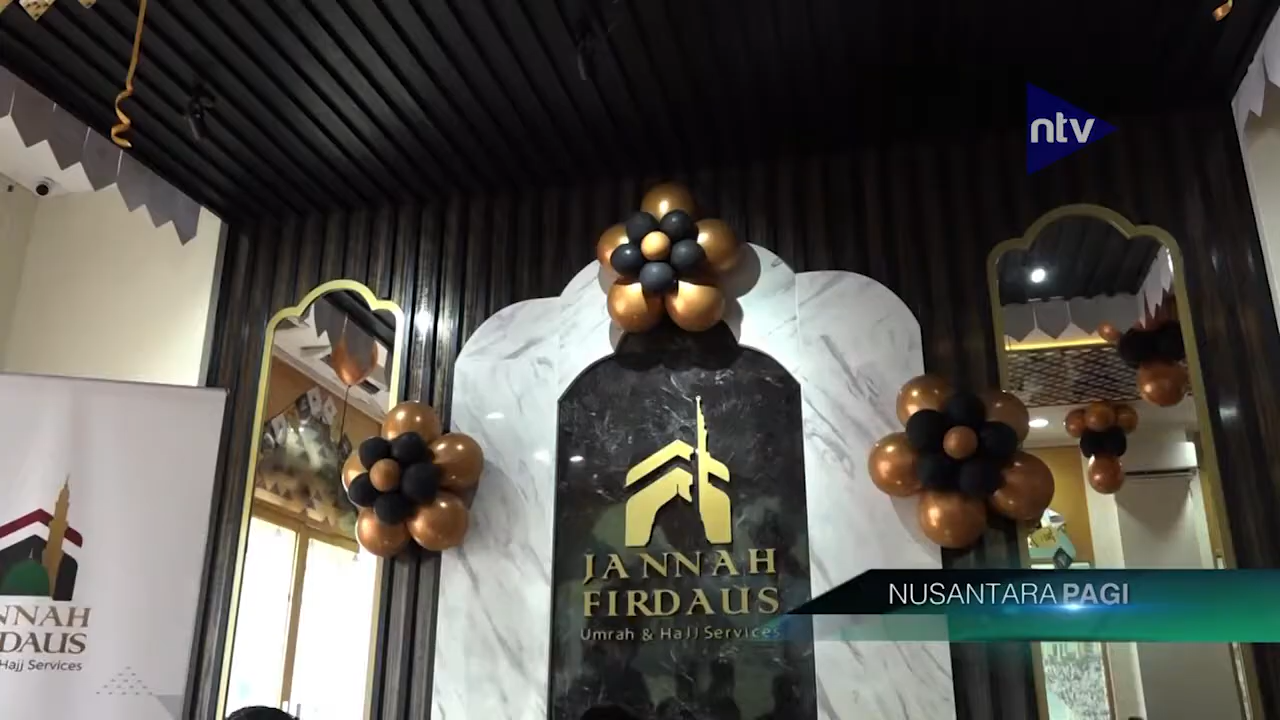 ntv
JANNAH
FIRDAUS
Umrah & Hajj Services
NNAH
DAUS
Hajj Services
NUSANTARA PAGI